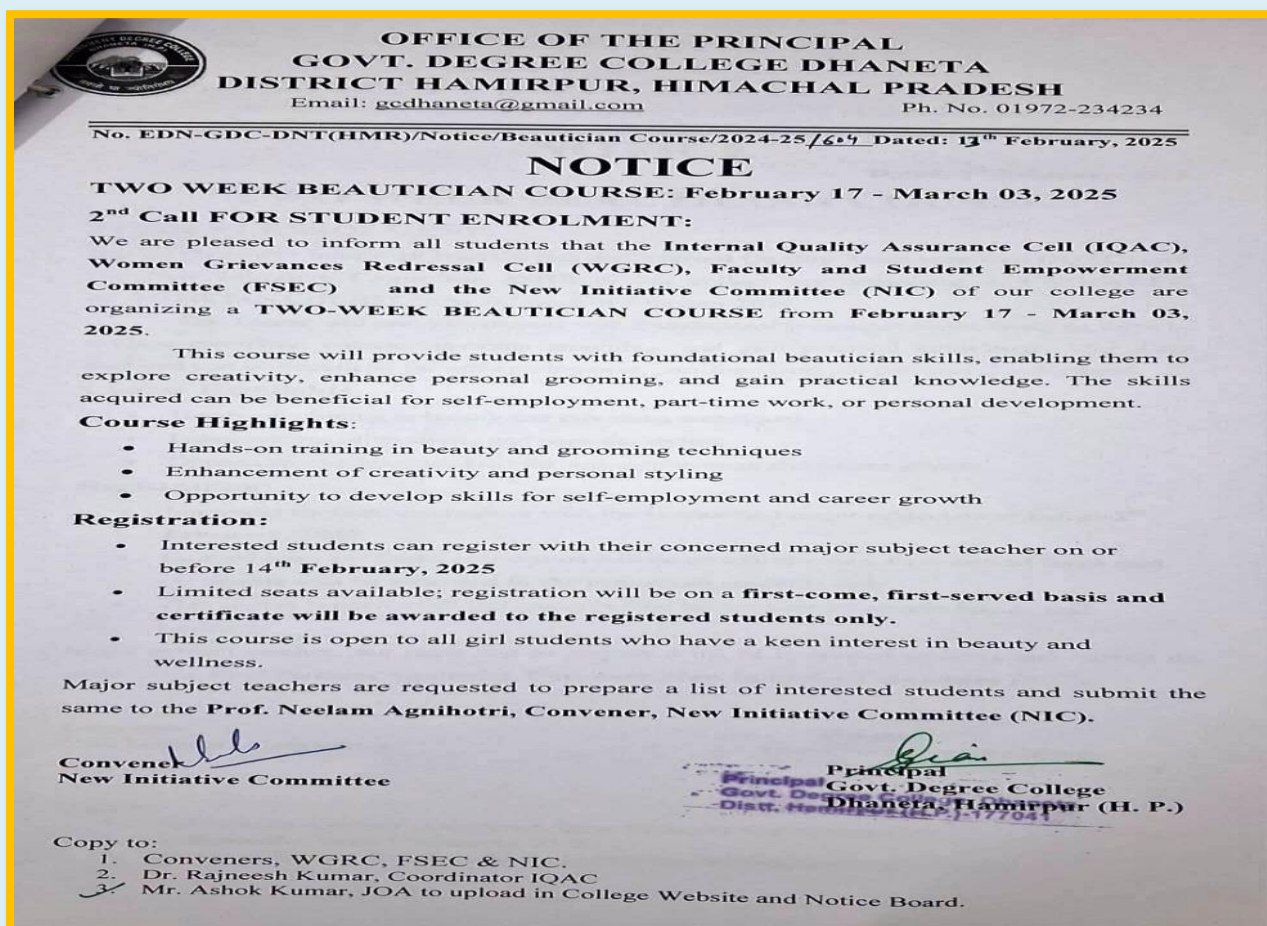 OFFICE OF THE PRINCIPAL
GOVT. DEGREE COLLEGE DHANETA
DISTRICT HAMIRPUR, HIMACHAL PRADESH
Email: gcdhaneta@gmail.com Ph. No. 01972-234234
No. EDN-GDC-DNT(HMR)/Notice/Beautician Course/2024-25/604 Dated: 13th February, 2025
NOTICE
TWO WEEK BEAUTICIAN COURSE: February 17 - March 03, 2025
2nd Call FOR STUDENT ENROLMENT:
We are pleased to inform all students that the Internal Quality Assurance Cell (IQAC),
Women Grievances Redressal Cell (WGRC), Faculty and Student Empowerment
Committee (FSEC) and the New Initiative Committee (NIC) of our college are
organizing a TWO-WEEK BEAUTICIAN COURSE from February 17 - March 03,
2025.
This course will provide students with foundational beautician skills, enabling them to
explore creativity, enhance personal grooming, and gain practical knowledge. The skills
acquired can be beneficial for self-employment, part-time work, or personal development.
Course Highlights:
• Hands-on training in beauty and grooming techniques
• Enhancement of creativity and personal styling
• Opportunity to develop skills for self-employment and career growth
Registration:
• Interested students can register with their concerned major subject teacher on or
before 14th February, 2025
• Limited seats available; registration will be on a first-come, first-served basis and
certificate will be awarded to the registered students only.
• This course is open to all girl students who have a keen interest in beauty and
wellness.
Major subject teachers are requested to prepare a list of interested students and submit the
same to the Prof. Neelam Agnihotri, Convener, New Initiative Committee (NIC).
Convener
New Initiative Committee
Principal
Govt. Degree College
Dhaneta, Hamirpur (H. P.)
Principal
Govt. Degree College, Dhaneta
Distt. Hamirpur (H.P.)-177041
Copy to:
1. Conveners, WGRC, FSEC & NIC.
2. Dr. Rajneesh Kumar, Coordinator IQAC
3. Mr. Ashok Kumar, JOA to upload in College Website and Notice Board.